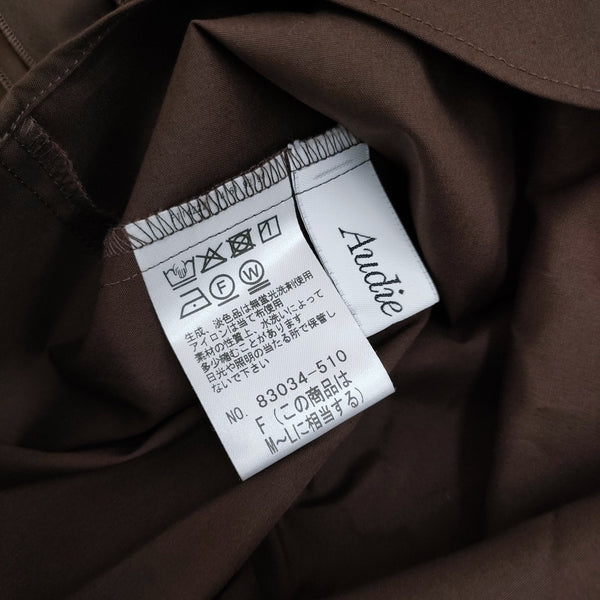 Audie
F W
生成、淡色品は無蛍光洗剤使用
アイロンは当て布使用
素材の性質上、水洗いによって
多少縮むことがあります
日光や照明の当たる所で保管し
ないで下さい
NO. 83034-510
F(この商品は
M〜Lに相当する)